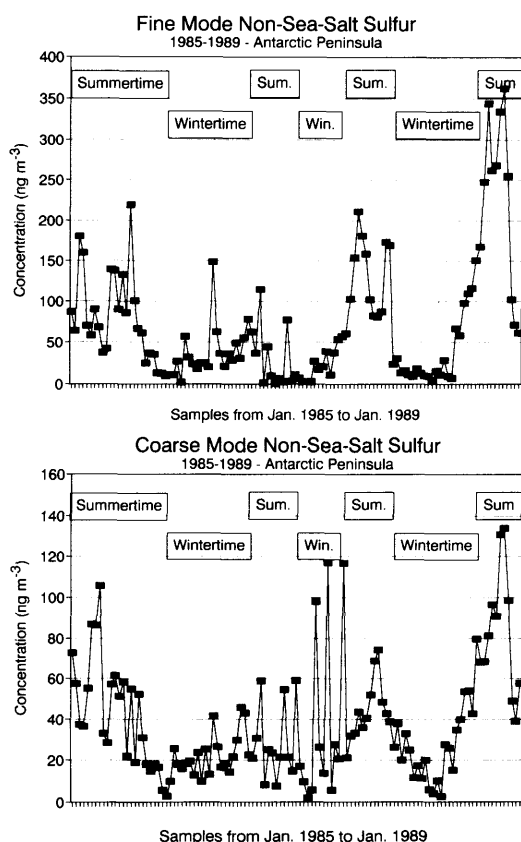 Fine Mode Non-Sea-Salt Sulfur
1985-1989 - Antarctic Peninsula
Concentration (ng m-3)
400
350
300
250
200
150
100
50
0
Summertime
Wintertime
Sum.
Win.
Sum.
Wintertime
Sum
Samples from Jan. 1985 to Jan. 1989
Coarse Mode Non-Sea-Salt Sulfur
1985-1989 - Antarctic Peninsula
Concentration (ng m-3)
160
140
120
100
80
60
40
20
0
Summertime
Wintertime
Sum.
Win.
Sum.
Wintertime
Sum
Samples from Jan. 1985 to Jan. 1989